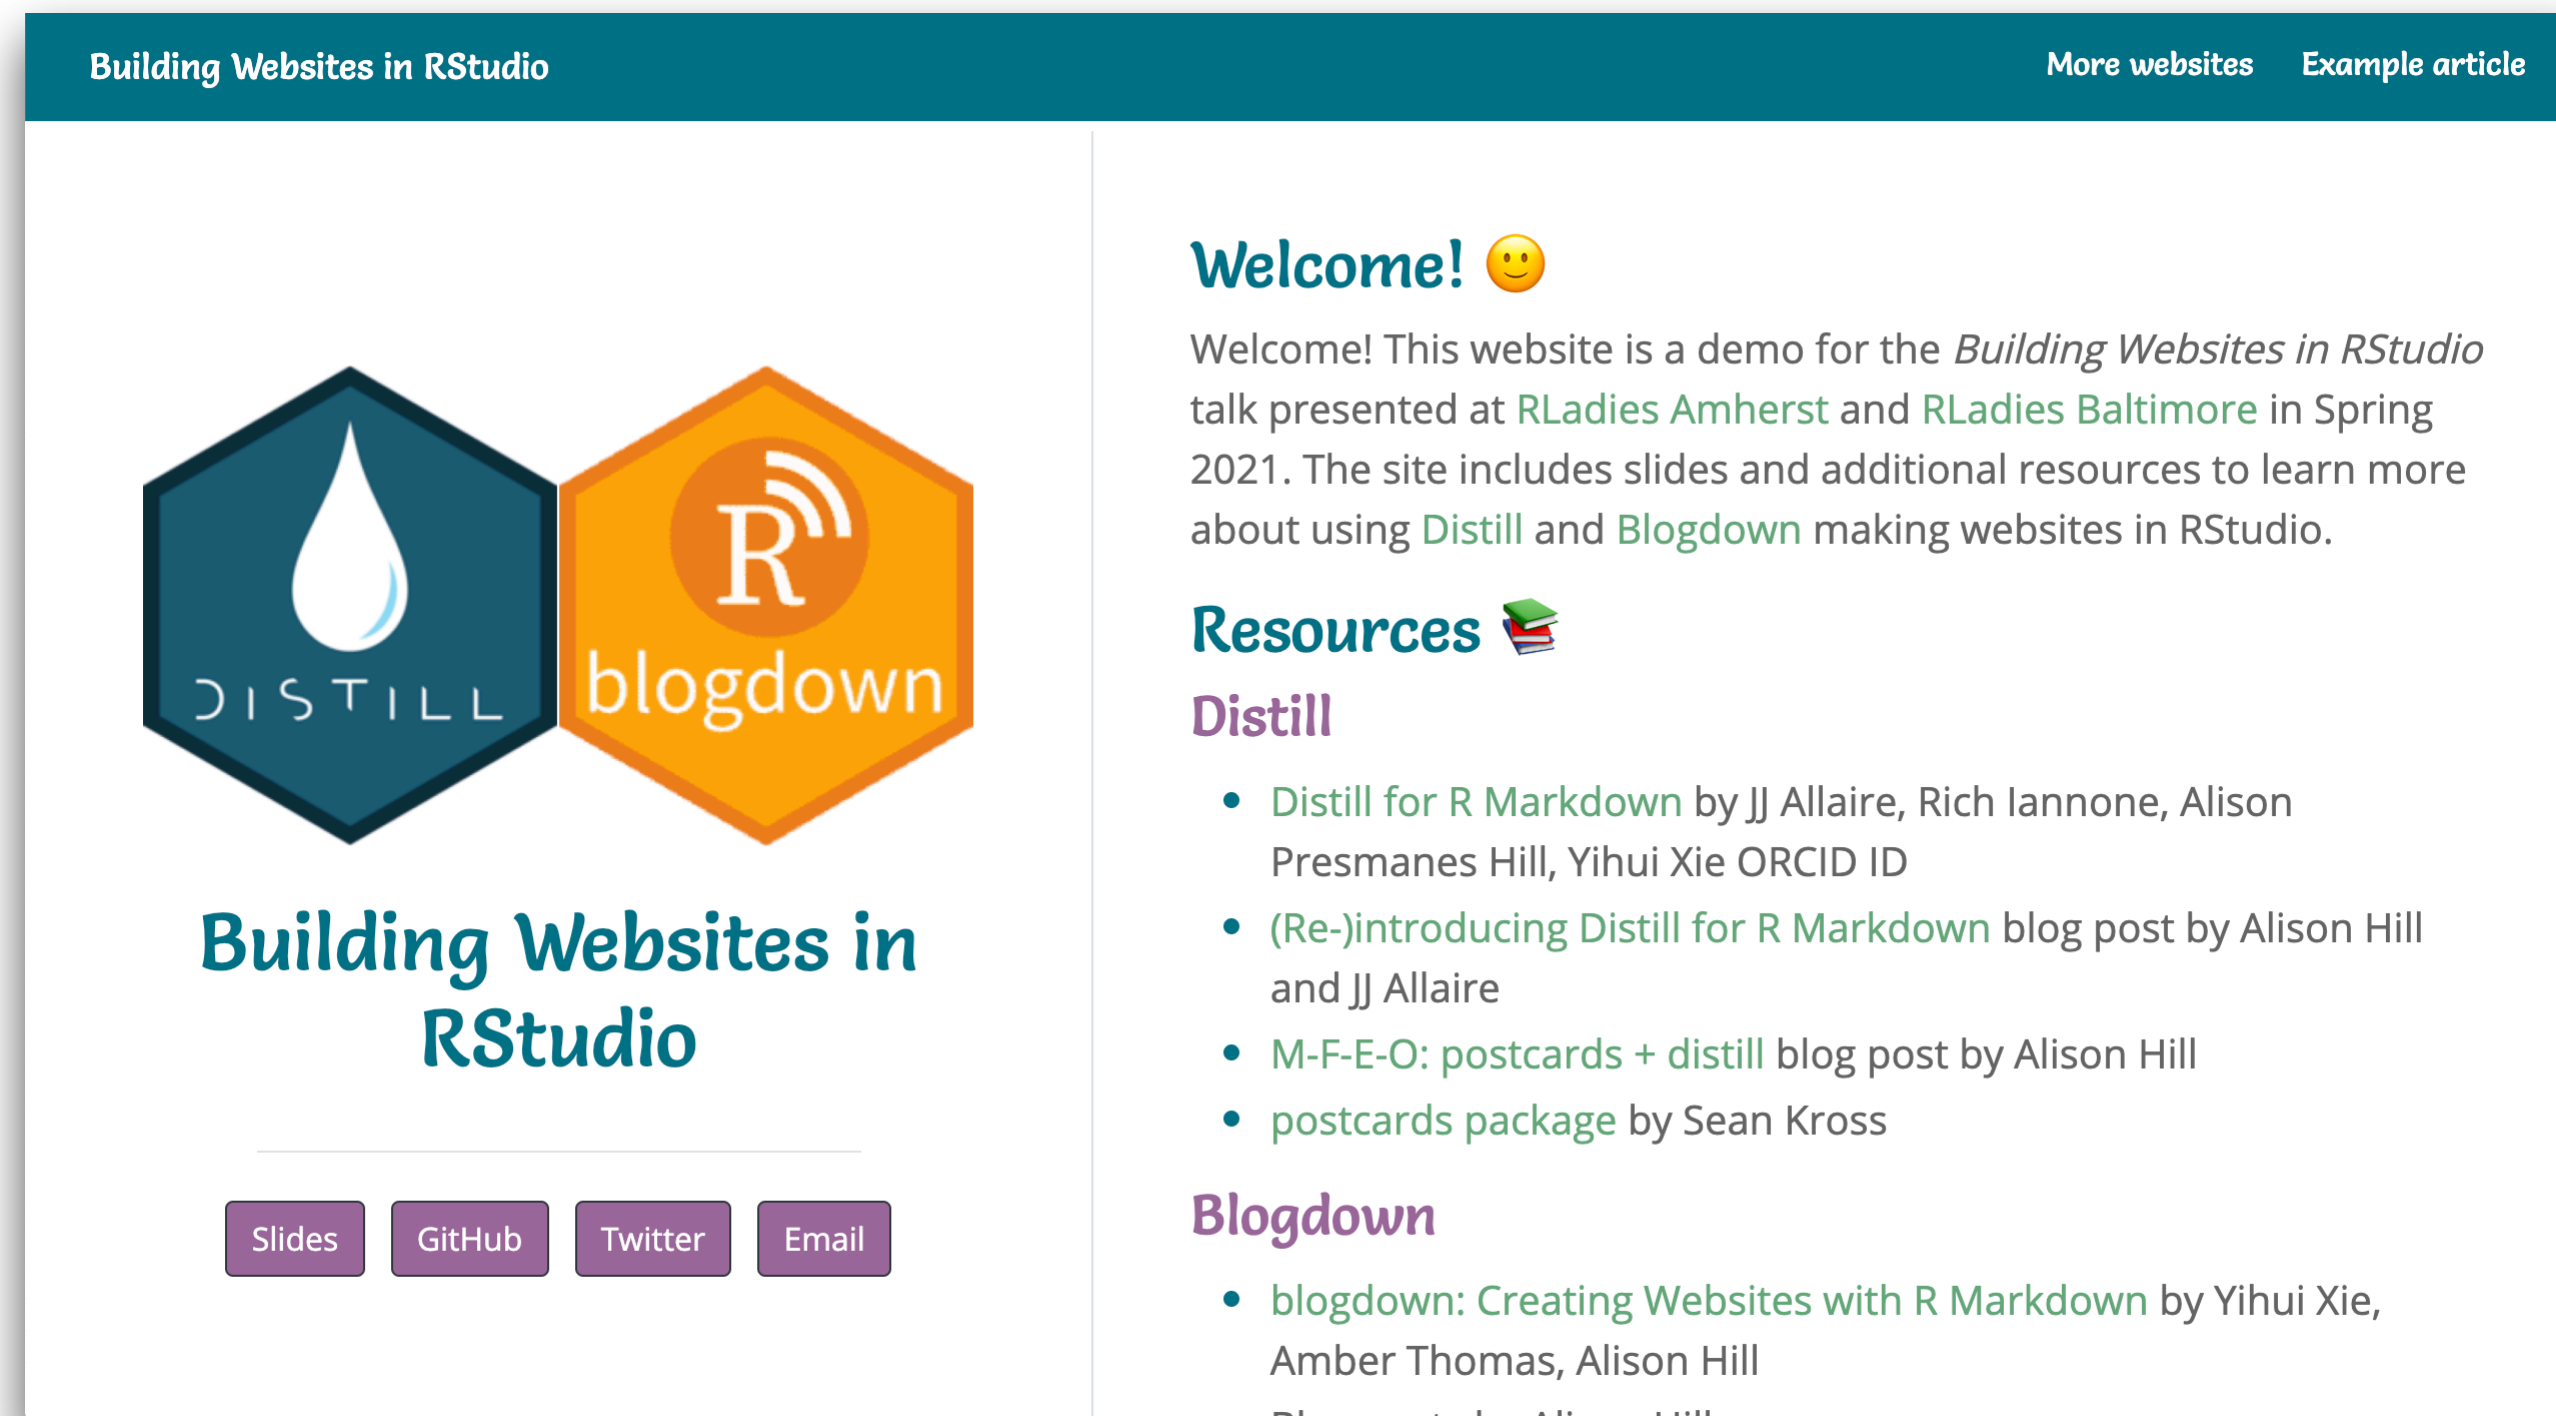 Building Websites in RStudio
More websites
Example article
DISTILL
R
blogdown
Building Websites in
RStudio
Slides
GitHub
Twitter
Email
Welcome! 🙂
Welcome! This website is a demo for the Building Websites in RStudio
talk presented at RLadies Amherst and RLadies Baltimore in Spring
2021. The site includes slides and additional resources to learn more
about using Distill and Blogdown making websites in RStudio.
Resources 📚
Distill
Distill for R Markdown by JJ Allaire, Rich Iannone, Alison
Presmanes Hill, Yihui Xie ORCID ID
(Re-)introducing Distill for R Markdown blog post by Alison Hill
and JJ Allaire
M-F-E-O: postcards + distill blog post by Alison Hill
postcards package by Sean Kross
Blogdown
blogdown: Creating Websites with R Markdown by Yihui Xie,
Amber Thomas, Alison Hill